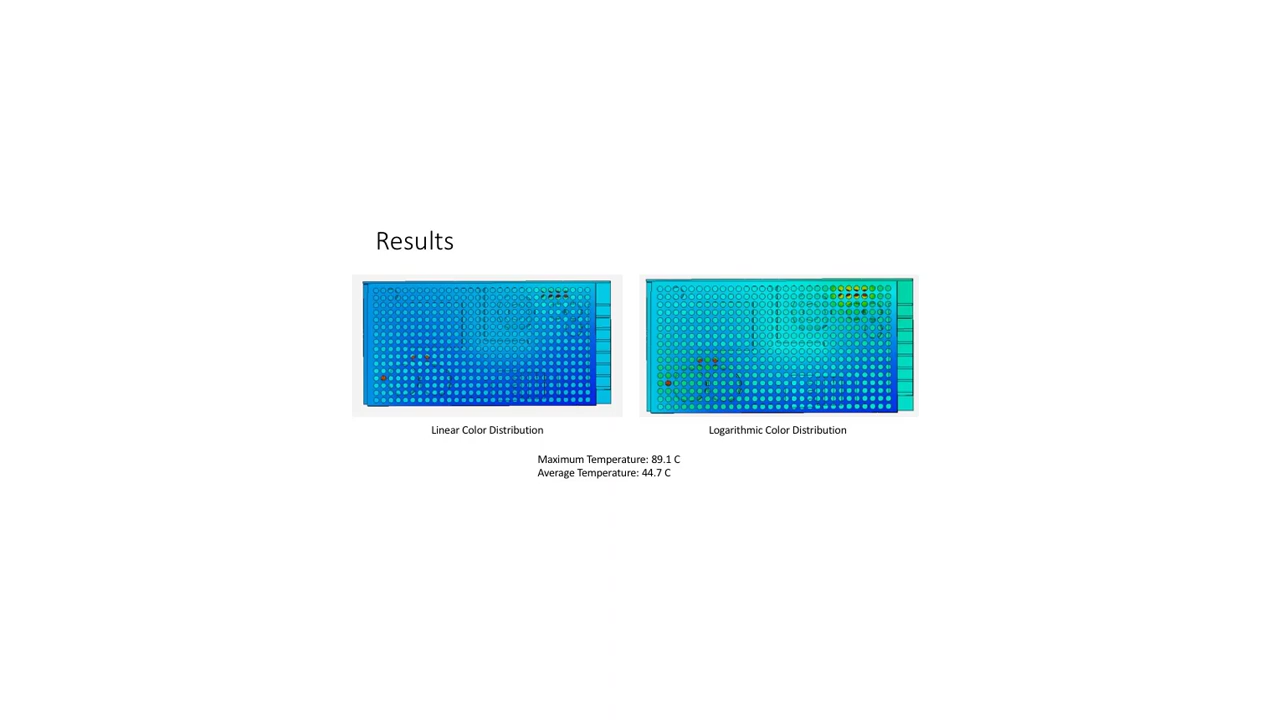 Results
Linear Color Distribution
Logarithmic Color Distribution
Maximum Temperature: 89.1 C
Average Temperature: 44.7 C